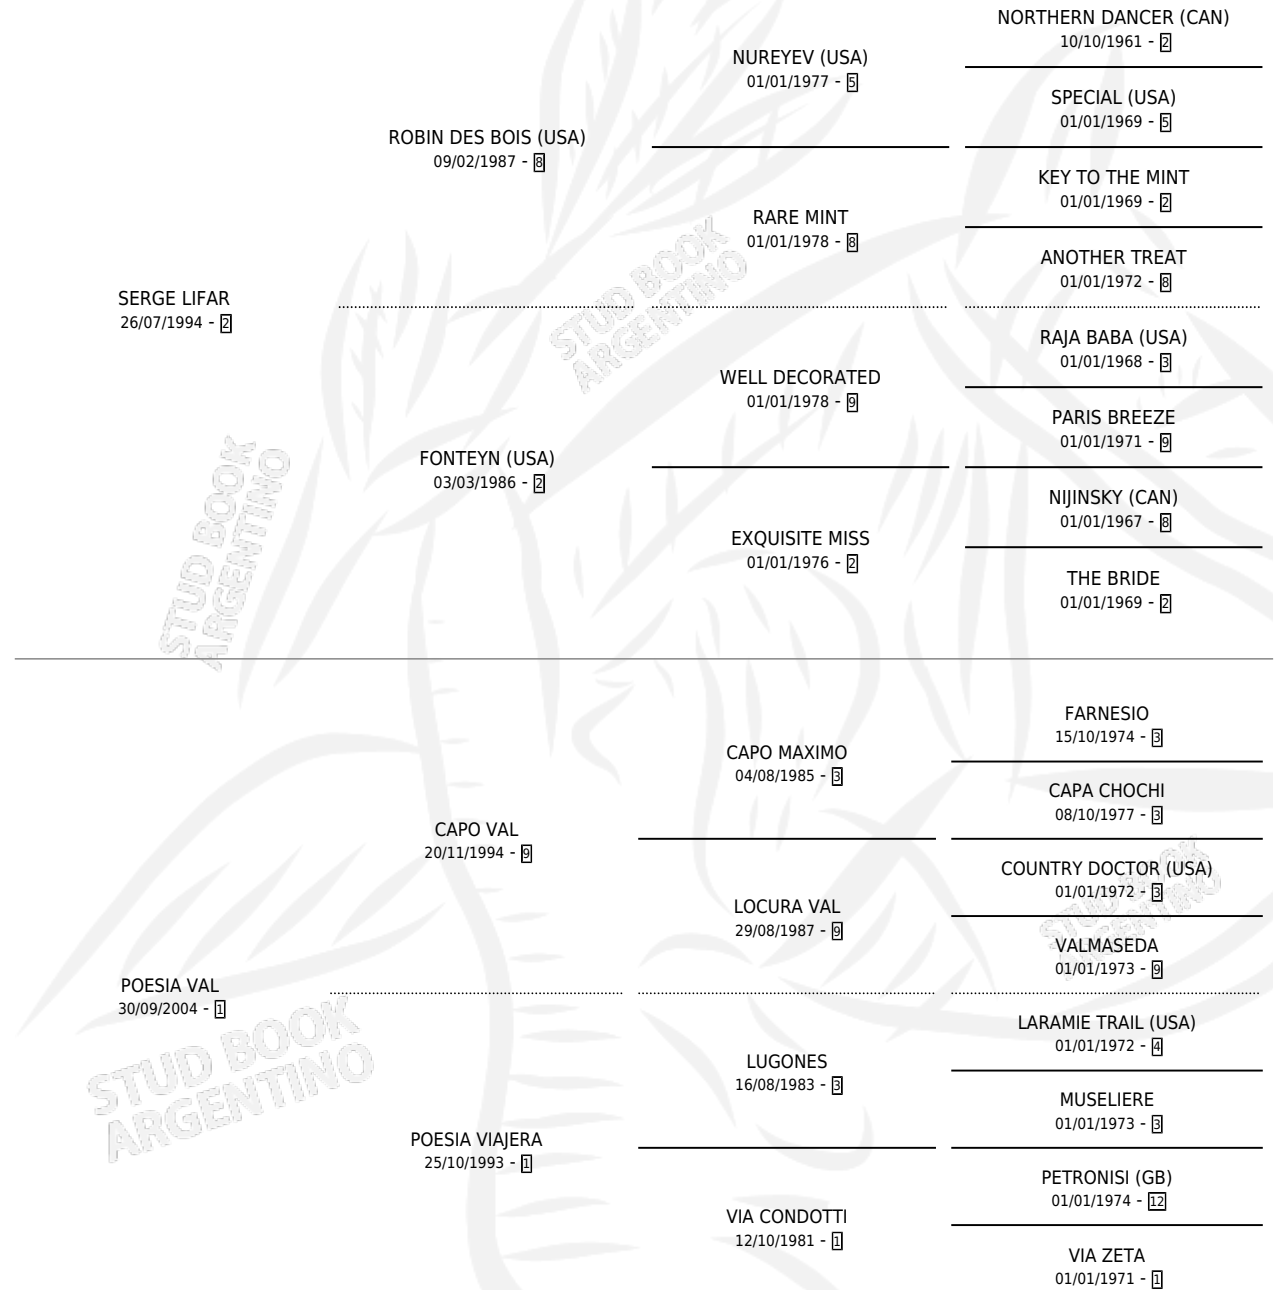 NORTHERN DANCER (CAN)
10/10/1961 - 2
NUREYEV (USA)
01/01/1977 - 5
SPECIAL (USA)
01/01/1969 - 5
ROBIN DES BOIS (USA)
09/02/1987 - 8
KEY TO THE MINT
01/01/1969 - 2
RARE MINT
01/01/1978 - 8
ANOTHER TREAT
01/01/1972 - 8
SERGE LIFAR
26/07/1994 - 2
STUD BOOK
ARGENTINO
RAJA BABA (USA)
01/01/1968 - 3
WELL DECORATED
01/01/1978 - 9
PARIS BREEZE
01/01/1971 - 9
FONTEYN (USA)
03/03/1986 - 2
NIJINSKY (CAN)
01/01/1967 - 8
EXQUISITE MISS
01/01/1976 - 2
THE BRIDE
01/01/1969 - 2
STUD BOOK
ARGENTINO
FARNESIO
15/10/1974 - 3
CAPO MAXIMO
04/08/1985 - 3
CAPA CHOCHI
08/10/1977 - 3
CAPO VAL
20/11/1994 - 9
COUNTRY DOCTOR (USA)
01/01/1972 - 3
LOCURA VAL
29/08/1987 - 9
VALMASEDA
01/01/1973 - 9
STUD BOOK
ARGENTINO
POESIA VAL
30/09/2004 - 1
LARAMIE TRAIL (USA)
01/01/1972 - 4
LUGONES
16/08/1983 - 3
MUSELIERE
01/01/1973 - 3
STUD BOOK
ARGENTINO
POESIA VIAJERA
25/10/1993 - 1
PETRONISI (GB)
01/01/1974 - 12
VIA CONDOTTI
12/10/1981 - 1
VIA ZETA
01/01/1971 - 1